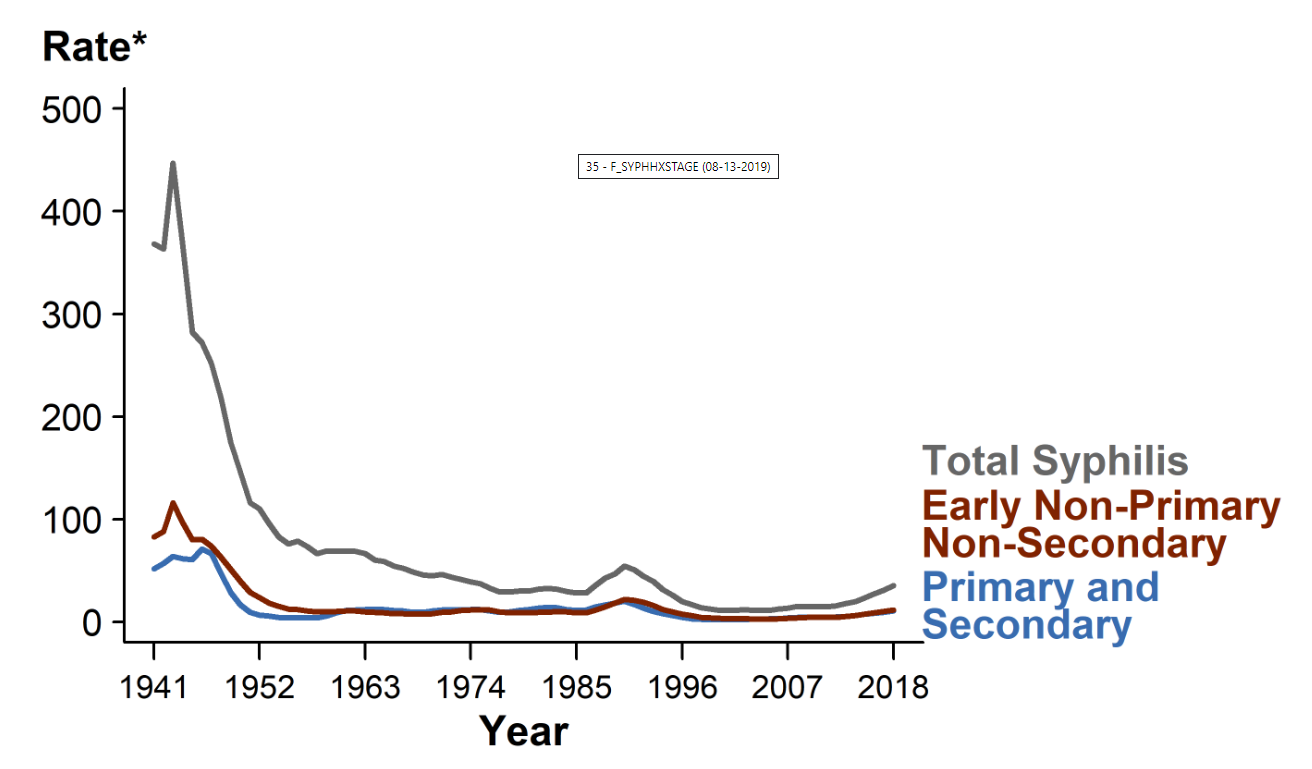 Rate*
500
35 - F_SYPHHXSTAGE (08-13-2019)
400
300
200
Total Syphilis
Early Non-Primary
100
Non-Secondary
Primary and
0
Secondary
1941 1952 1963 1974 1985 1996 2007 2018
Year